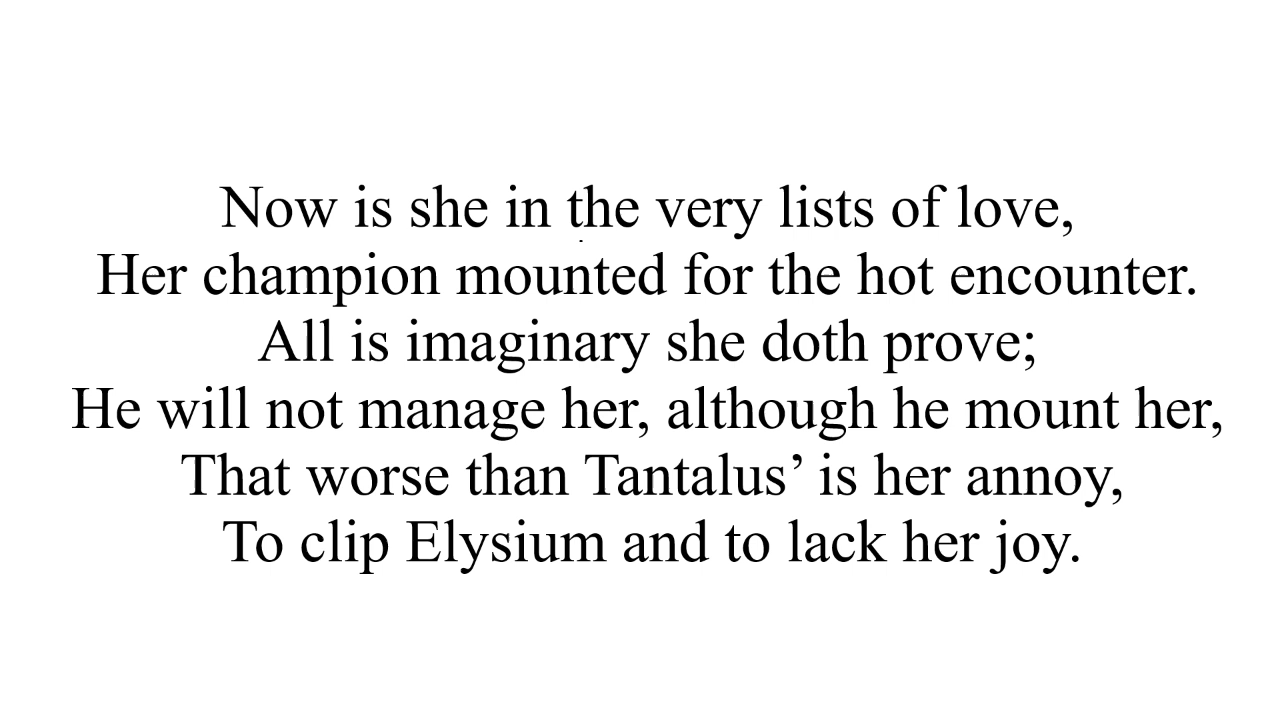 Now is she in the very lists of love,
Her champion mounted for the hot encounter.
All is imaginary she doth prove;
He will not manage her, although he mount her,
That worse than Tantalus’ is her annoy,
To clip Elysium and to lack her joy.